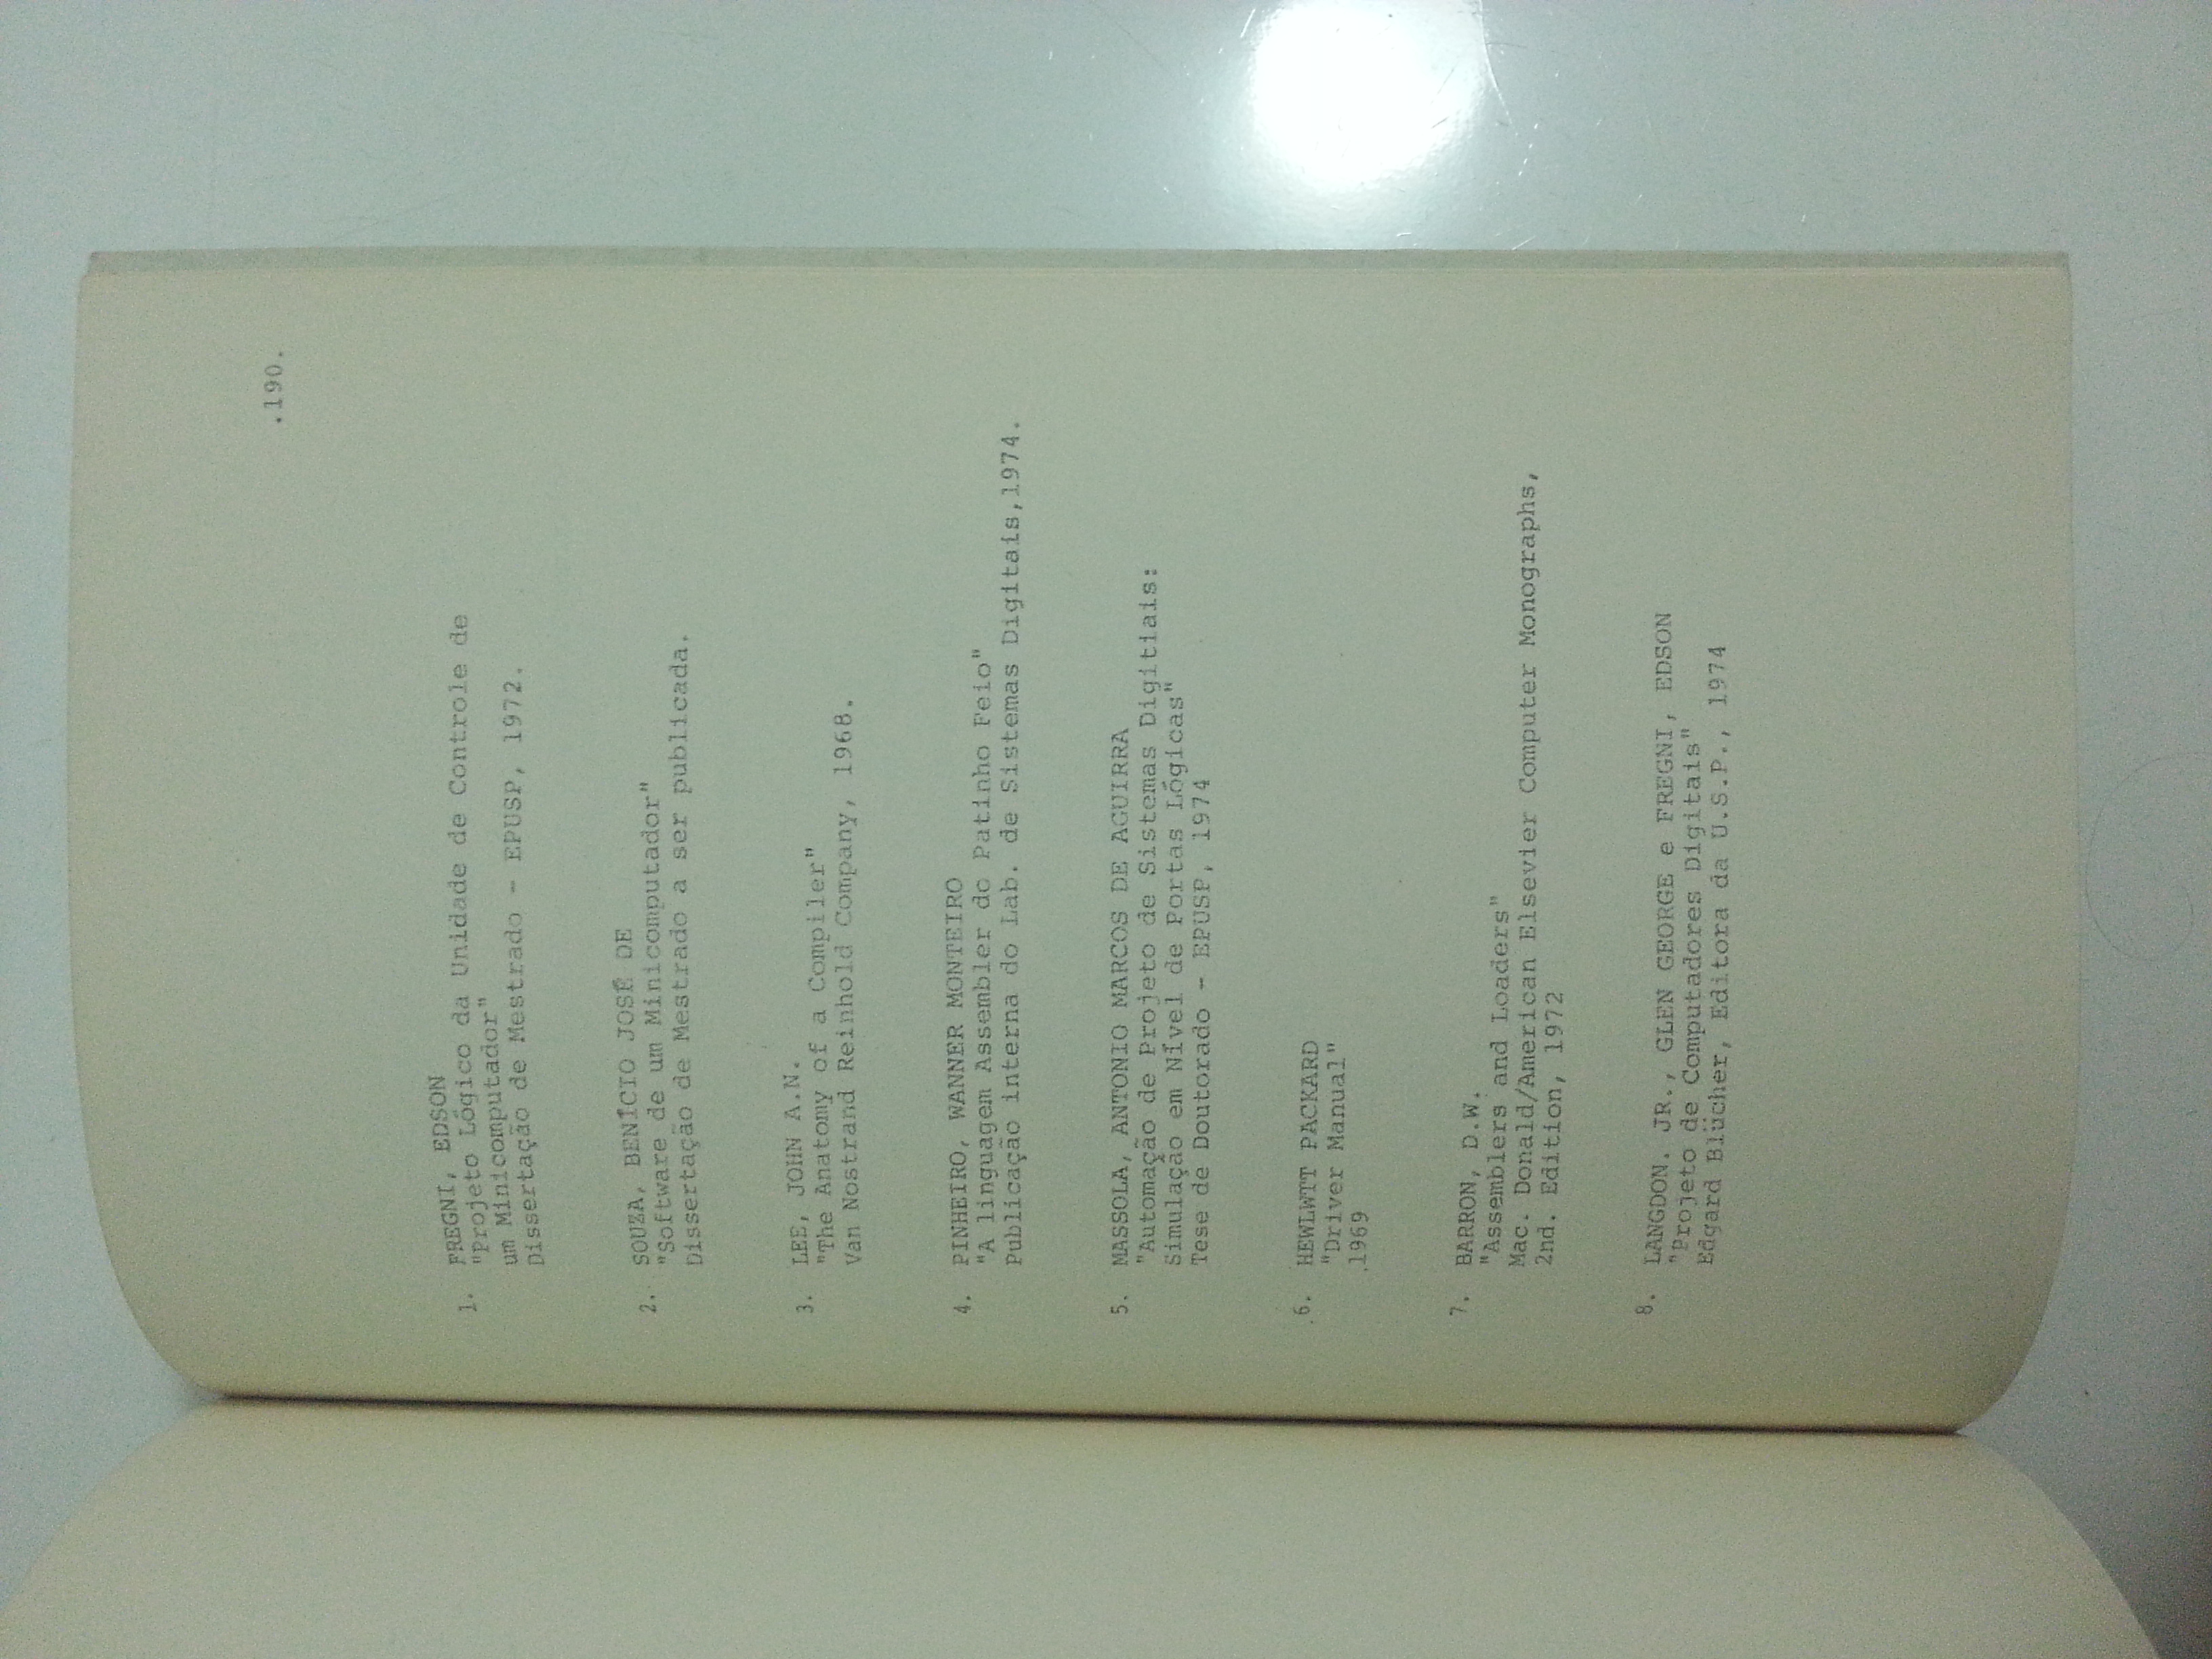 .190.
1. FREGNI, EDSON
"Projeto Lógico da Unidade de Controle de
um Minicomputador"
Dissertação de Mestrado - EPUSP, 1972.
2. SOUZA, BENÍCIO JOSÉ DE
"Software de um Minicomputador"
Dissertação de Mestrado a ser publicada.
3. LEE, JOHN A.N.
"The Anatomy of a Compiler"
Van Nostrand Reinhold Company, 1968.
4. PINHEIRO, WANNER MONTEIRO
"A linguagem Assembler do Patinho Feio"
Publicação interna do Lab. de Sistemas Digitais,1974.
5. MASSOLA, ANTONIO MARCOS DE AGUIRRA
"Automação de Projeto de Sistemas Digitiais:
Simulação em Nível de Portas Lógicas"
Tese de Doutorado - EPUSP, 1974
6. HEWLWTT PACKARD
"Driver Manual"
1969
7. BARRON, D.W.
"Assemblers and Loaders"
Mac. Donald/American Elsevier Computer Monographs,
2nd. Edition, 1972
8. LANGDON. JR., GLEN GEORGE e FREGNI, EDSON
"Projeto de Computadores Digitais"
Edgard Blücher, Editora da U.S.P., 1974